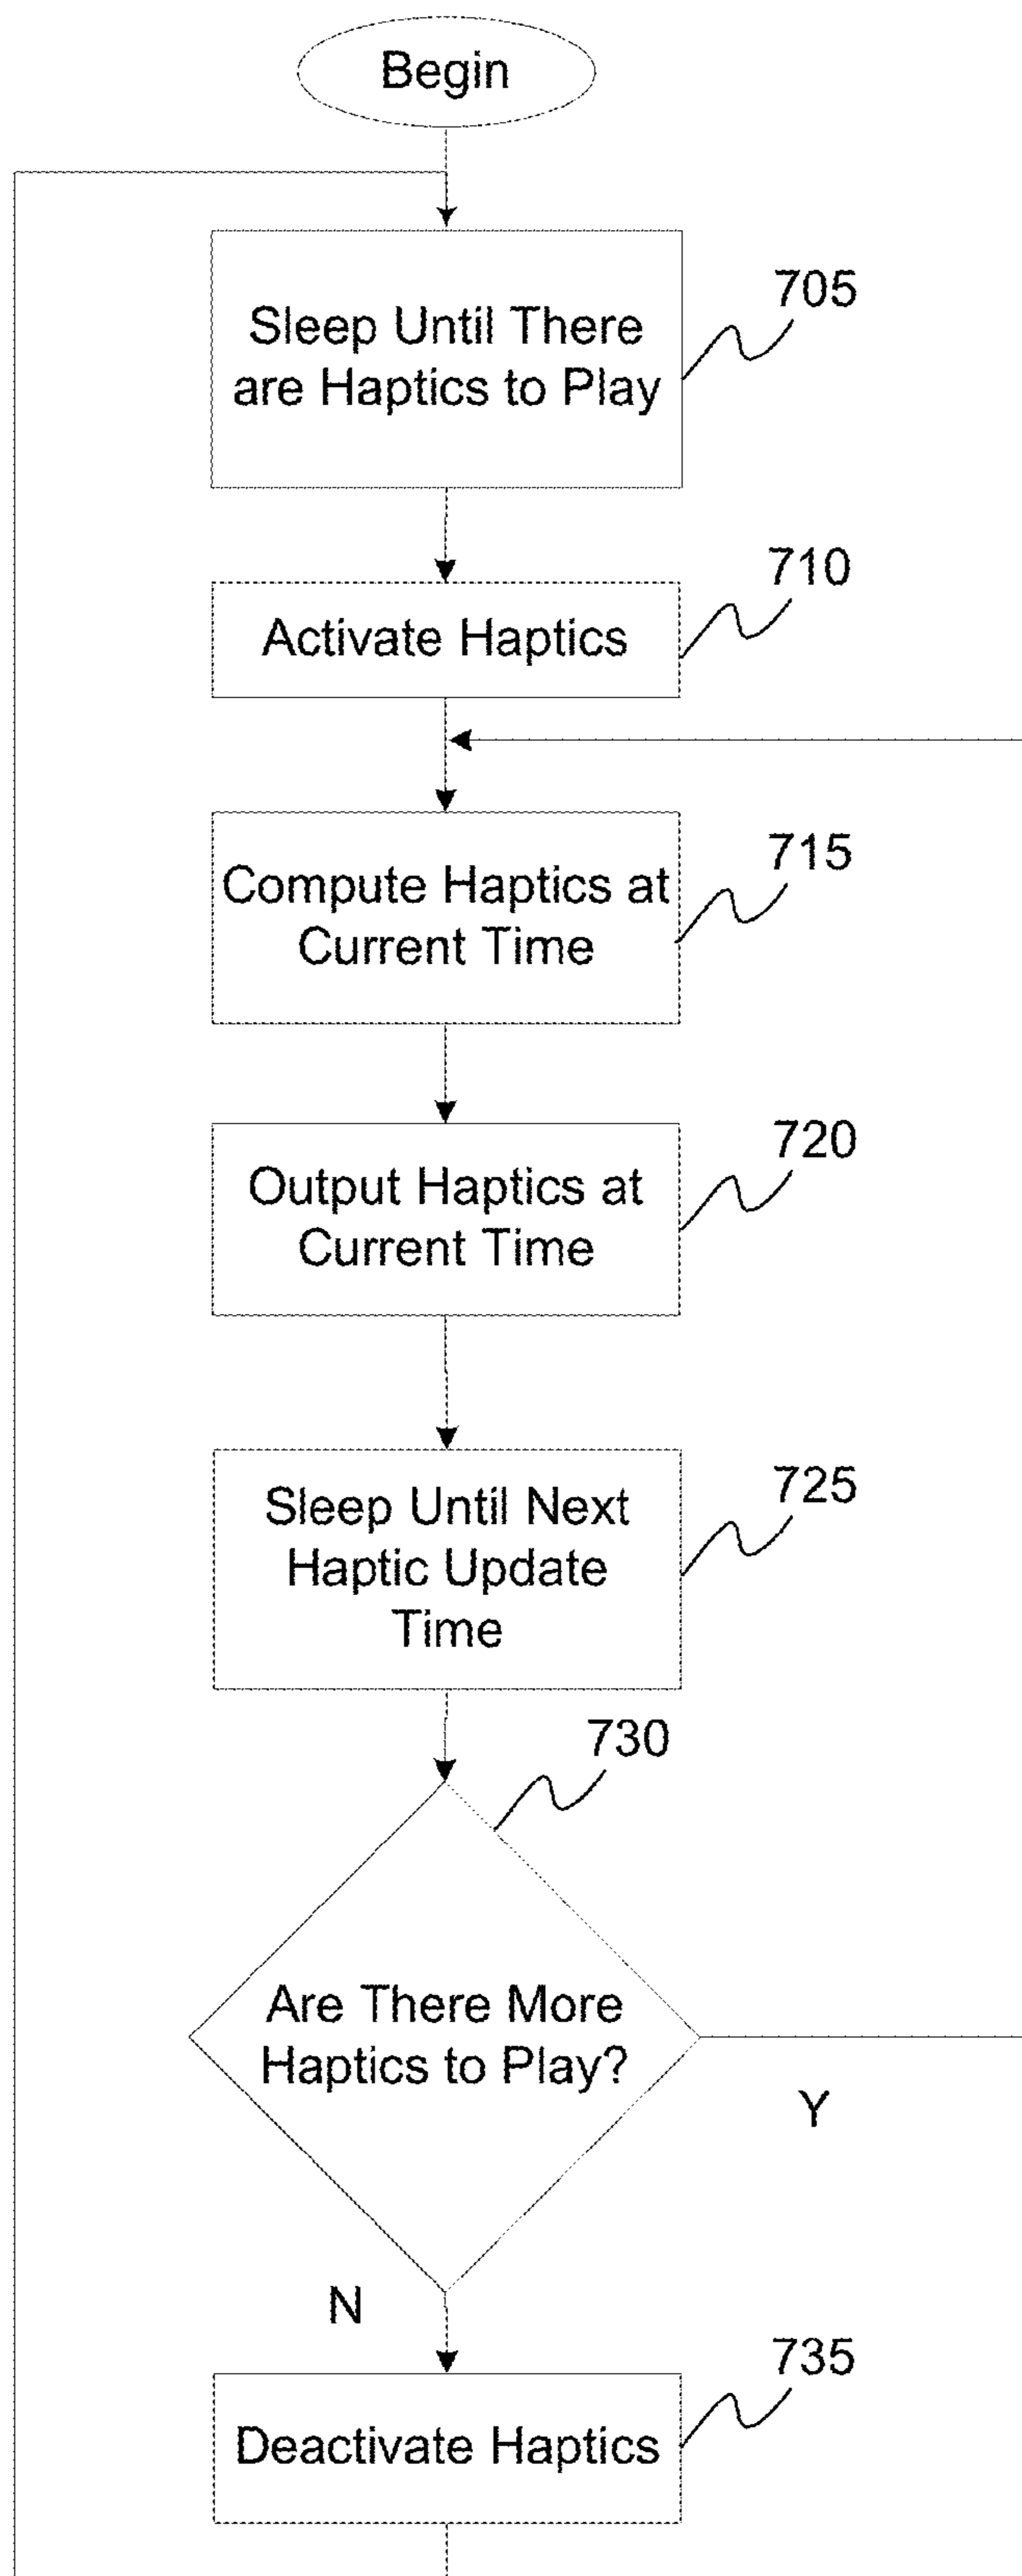 Begin
Sleep Until There
are Haptics to Play
705
Activate Haptics
710
Compute Haptics at
Current Time
715
Output Haptics at
Current Time
720
Sleep Until Next
Haptic Update
Time
725
730
Are There More
Haptics to Play?
Y
N
Deactivate Haptics
735